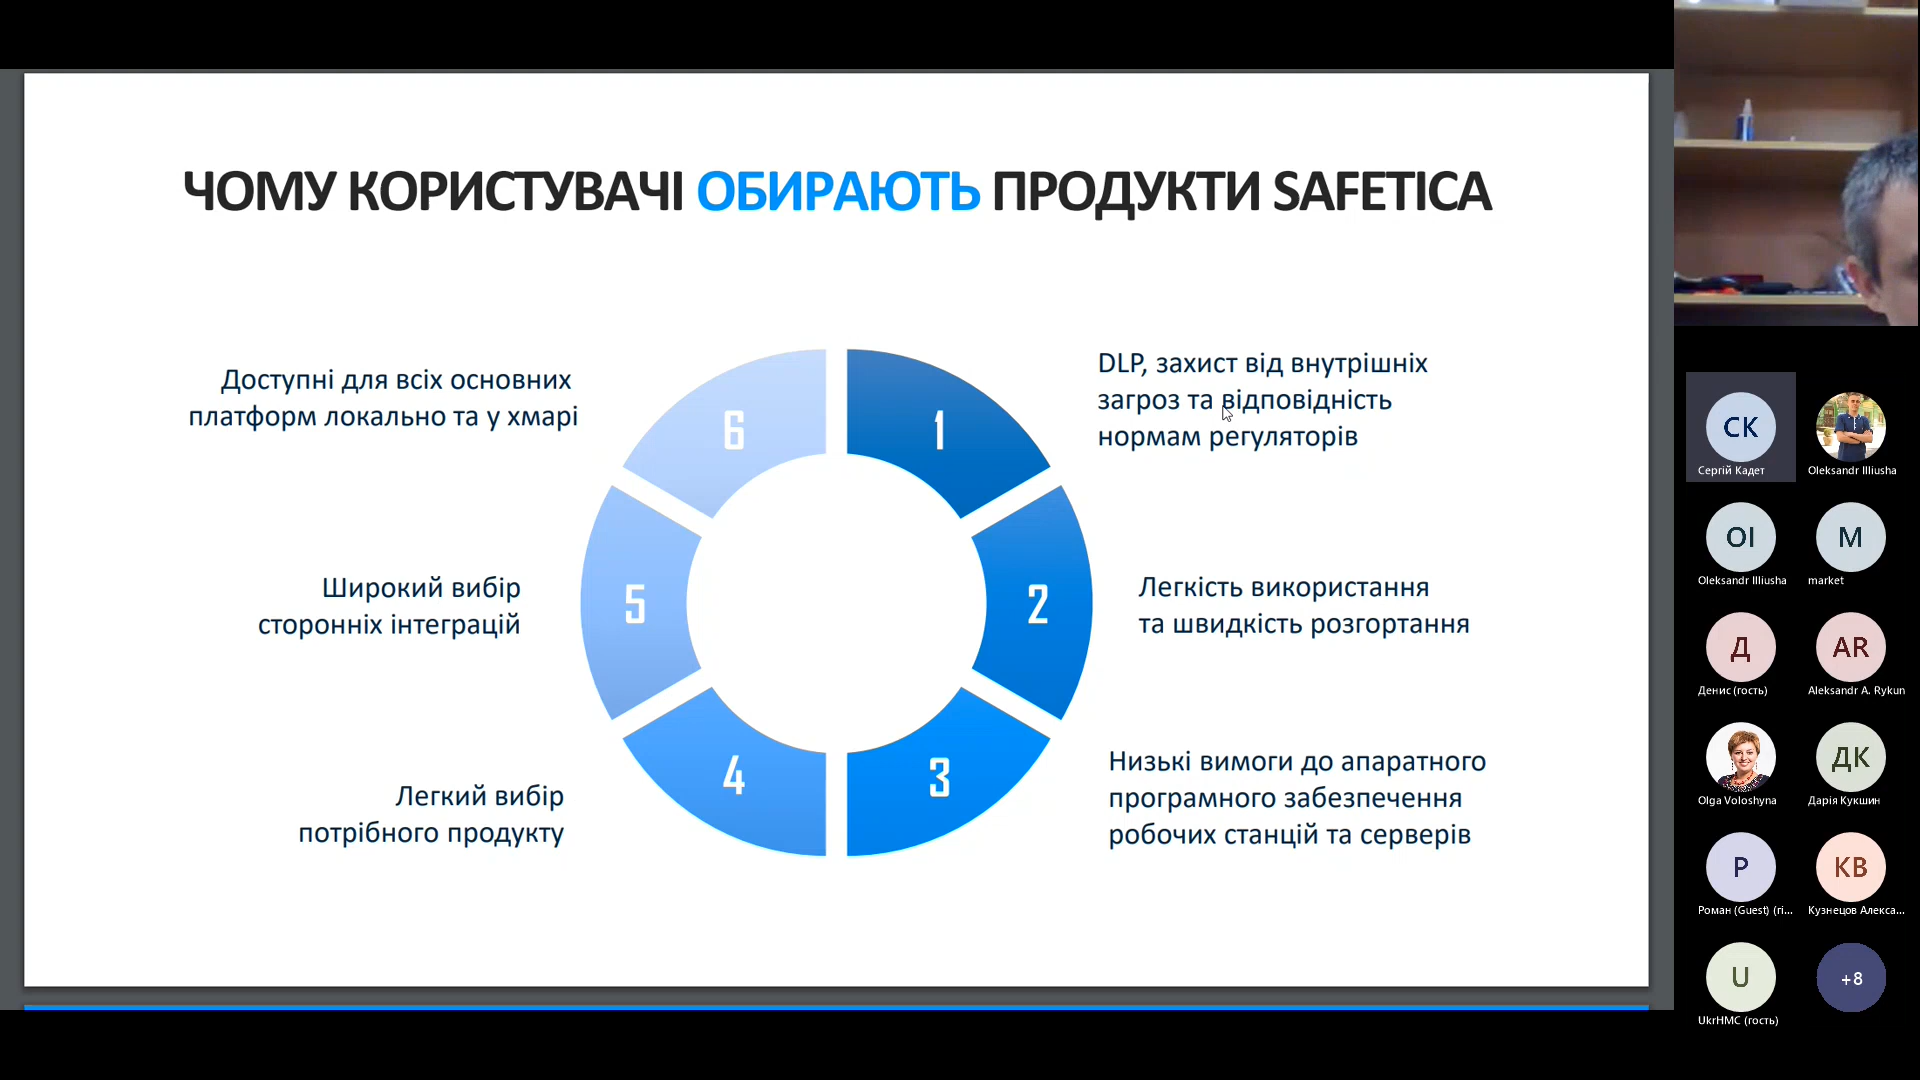 ЧОМУ КОРИСТУВАЧІ ОБИРАЮТЬ ПРОДУКТИ SAFETICA
1
DLP, захист від внутрішніх
загроз та відповідність
нормам регуляторів
2
Легкість використання
та швидкість розгортання
3
Низькі вимоги до апаратного
програмного забезпечення
робочих станцій та серверів
4
Легкий вибір
потрібного продукту
5
Широкий вибір
сторонніх інтеграцій
6
Доступні для всіх основних
платформ локально та у хмарі
СК
Сергій Кадет
Oleksandr Illiusha
OI
Oleksandr Illiusha
M
market
Д
Денис (гость)
AR
Aleksandr A. Rykun
Olga Voloshyna
ДК
Дарія Кукшин
Р
Роман (Guest) (гі...
КВ
Кузнецов Алекса...
U
UkrHMC (гость)
+8